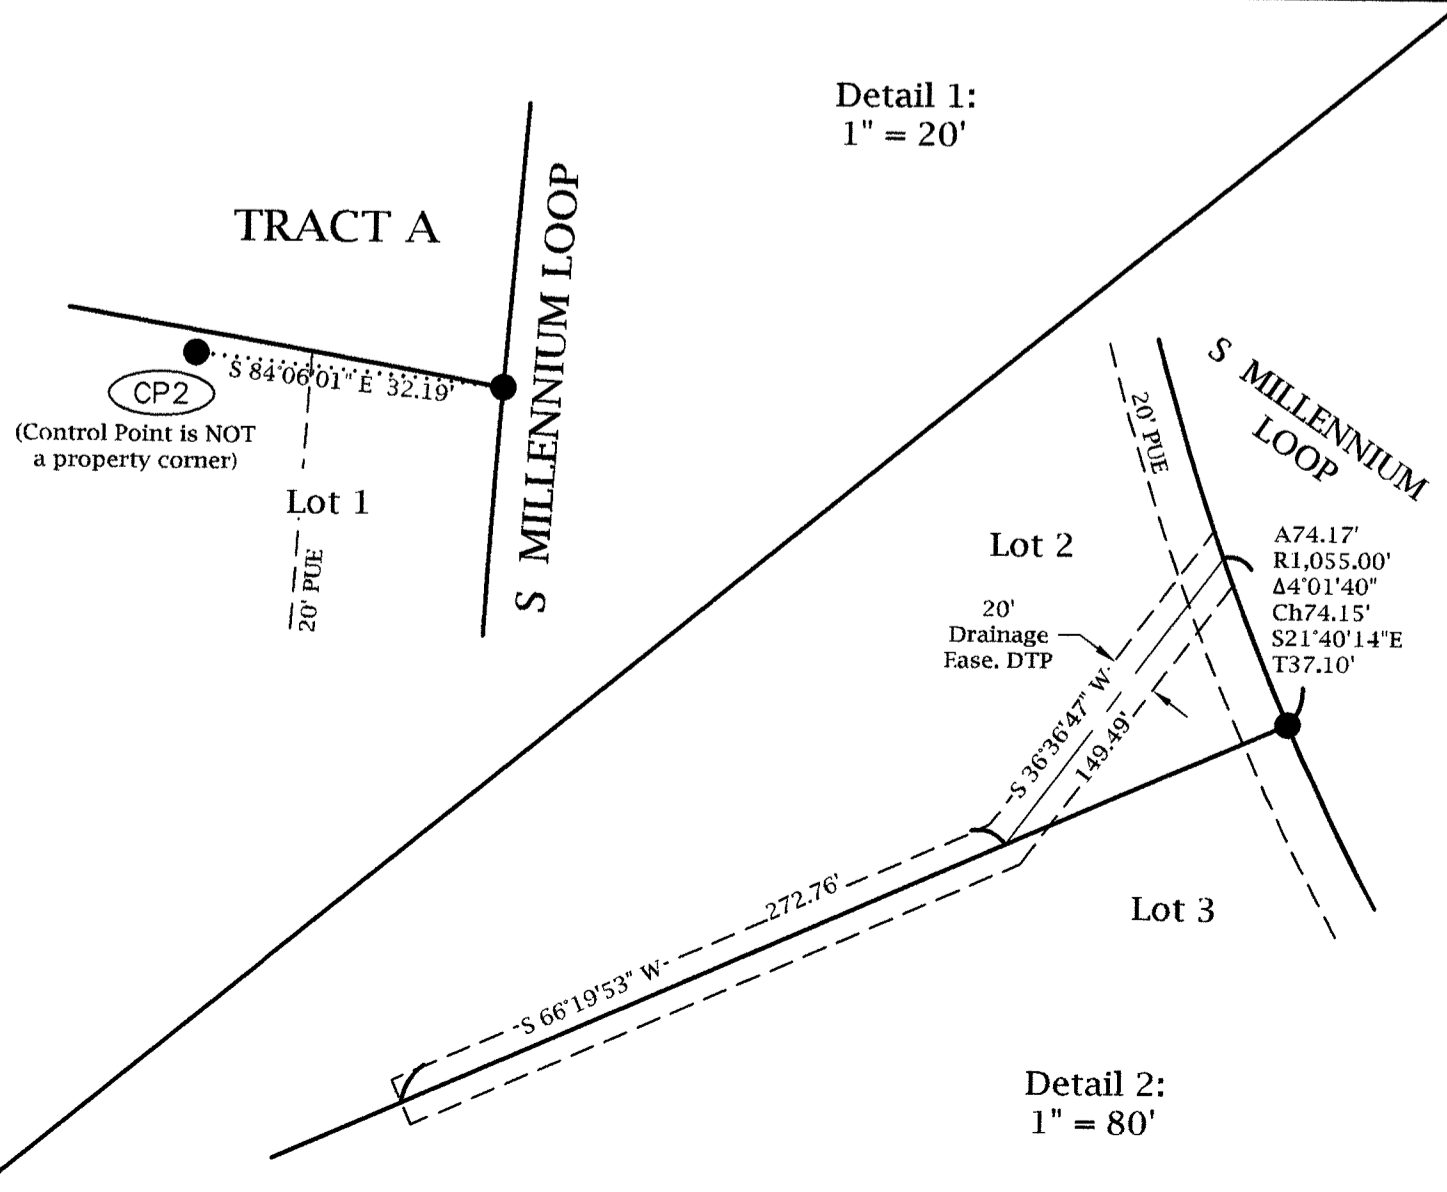 Detail 1:
1" = 20'
TRACT A
S MILLENNIUM LOOP
S 84°06'01" E 32.19'
CP2
(Control Point is NOT
a property corner)
Lot 1
20' PUE
S MILLENNIUM
LOOP
20' PUE
Lot 2
A74.17'
R1,055.00'
Δ4°01'40"
Ch74.15'
S21°40'14"E
T37.10'
20'
Drainage
Ease. DTP
S 36°36'47" W
149.49'
272.76'
S 66°19'53" W
Lot 3
Detail 2:
1" = 80'